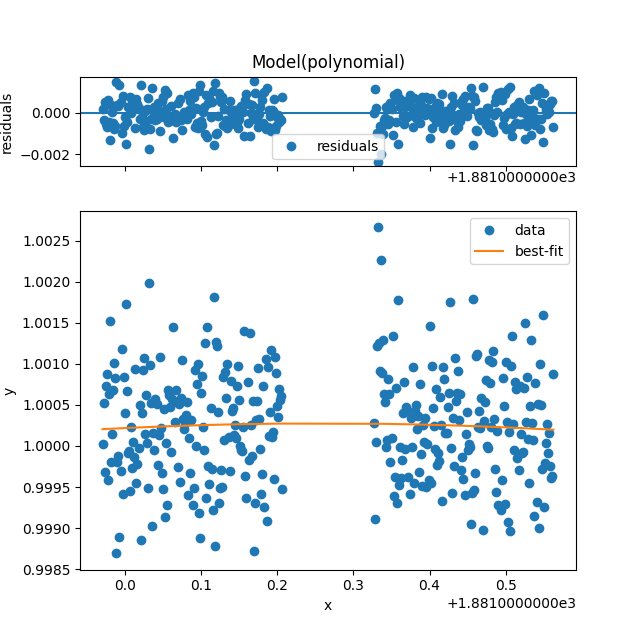 Model(polynomial)
residuals
0.000
−0.002
residuals
+1.8810000000e3
y
1.0025
1.0020
1.0015
1.0010
1.0005
1.0000
0.9995
0.9990
0.9985
data
best-fit
0.0 0.1 0.2 0.3 0.4 0.5
x
+1.8810000000e3